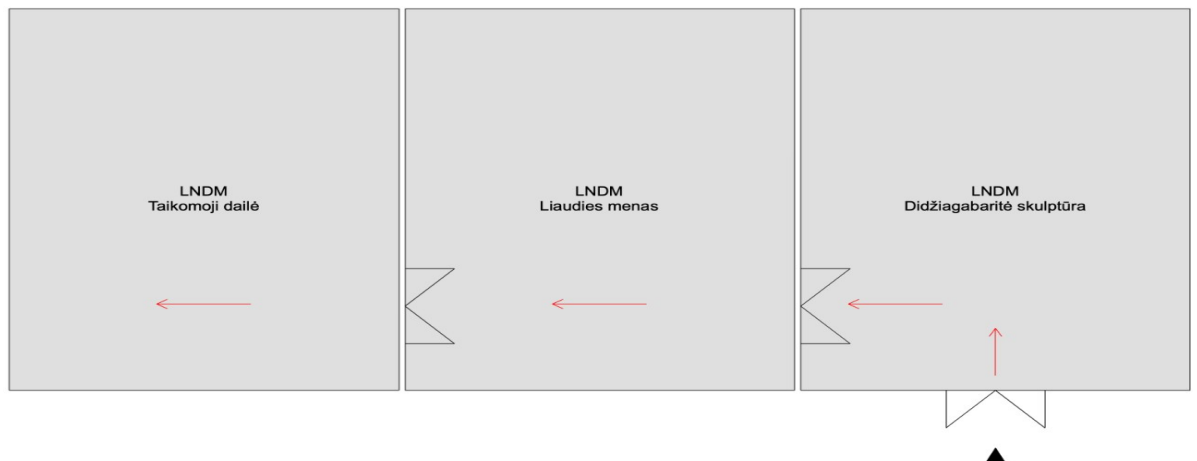 LNDM
Taikomoji dailė
LNDM
Liaudies menas
LNDM
Didžiagabaritė skulptūra